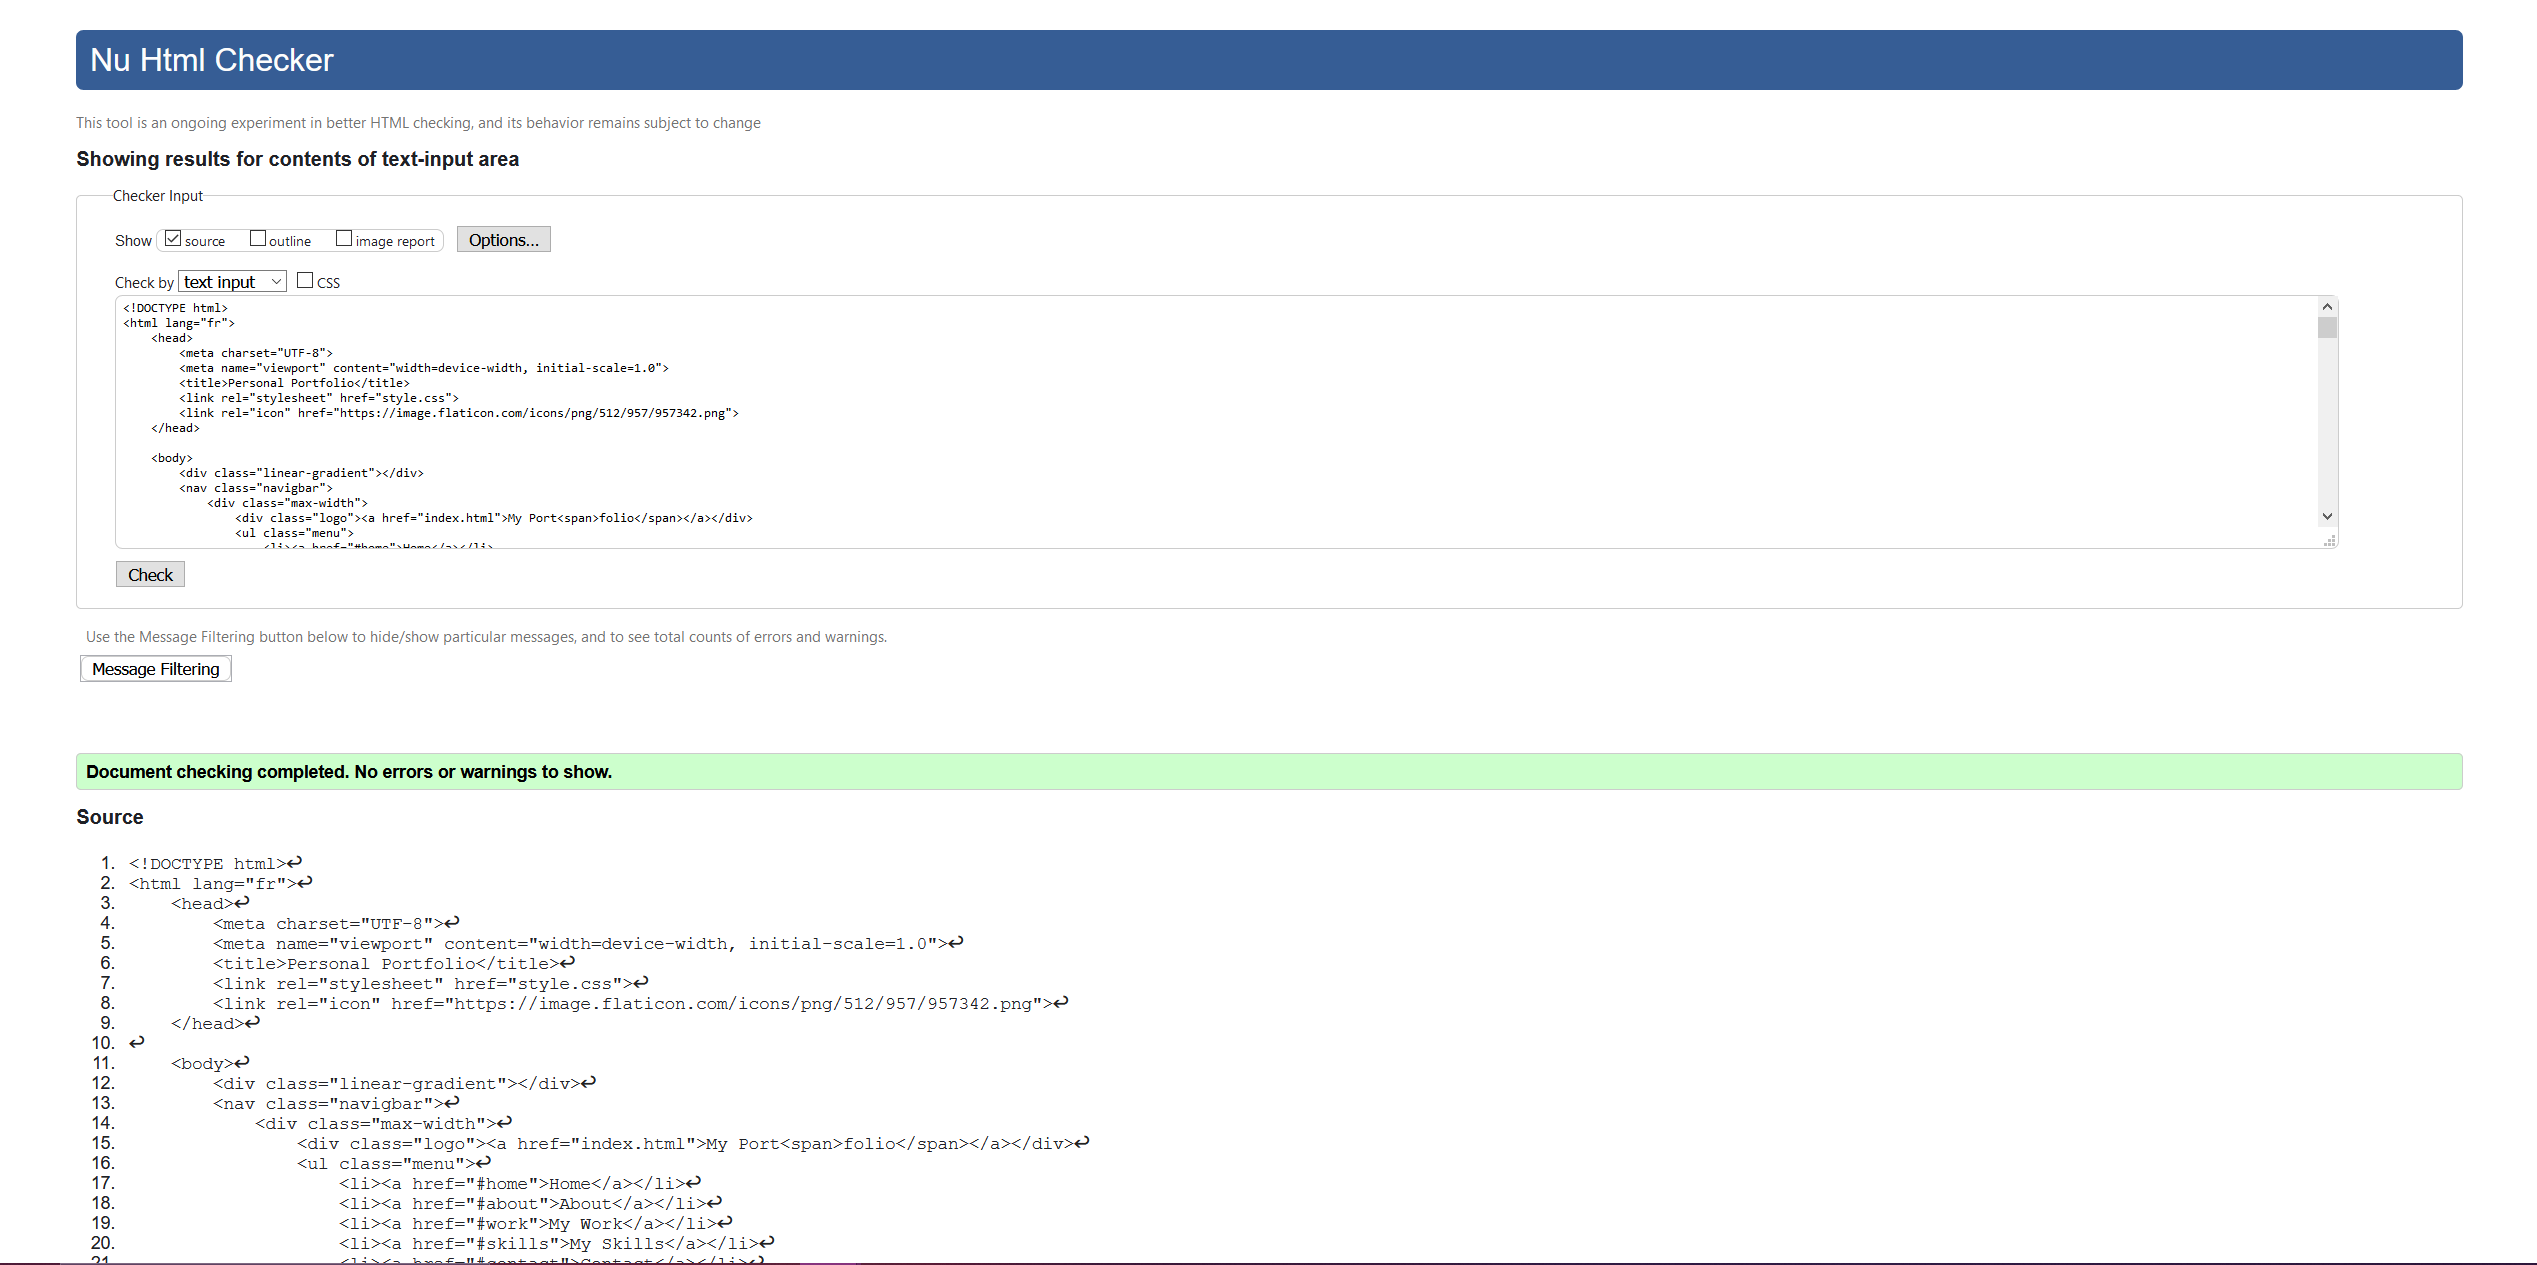 Nu Html Checker
This tool is an ongoing experiment in better HTML checking, and its behavior remains subject to change
Showing results for contents of text-input area
Checker Input
Show source outline image report Options...
Check by text input CSS
<!DOCTYPE html>
<html lang="fr">
<head>
<meta charset="UTF-8">
<meta name="viewport" content="width=device-width, initial-scale=1.0">
<title>Personal Portfolio</title>
<link rel="stylesheet" href="style.css">
<link rel="icon" href="https://image.flaticon.com/icons/png/512/957/957342.png">
</head>
<body>
<div class="linear-gradient"></div>
<nav class="navigbar">
<div class="max-width">
<div class="logo"><a href="index.html">My Port<span>folio</span></a></div>
<ul class="menu">
<li><a href="#home">Home</a></li>
Check
Use the Message Filtering button below to hide/show particular messages, and to see total counts of errors and warnings.
Message Filtering
Document checking completed. No errors or warnings to show.
Source
1. <!DOCTYPE html>↩
2. <html lang="fr">↩
3. <head>↩
4. <meta charset="UTF-8">↩
5. <meta name="viewport" content="width=device-width, initial-scale=1.0">↩
6. <title>Personal Portfolio</title>↩
7. <link rel="stylesheet" href="style.css">↩
8. <link rel="icon" href="https://image.flaticon.com/icons/png/512/957/957342.png">↩
9. </head>↩
10. ↩
11. <body>↩
12. <div class="linear-gradient"></div>↩
13. <nav class="navigbar">↩
14. <div class="max-width">↩
15. <div class="logo"><a href="index.html">My Port<span>folio</span></a></div>↩
16. <ul class="menu">↩
17. <li><a href="#home">Home</a></li>↩
18. <li><a href="#about">About</a></li>↩
19. <li><a href="#work">My Work</a></li>↩
20. <li><a href="#skills">My Skills</a></li>↩
21. <li><a href="#contact">Contact</a></li>↩